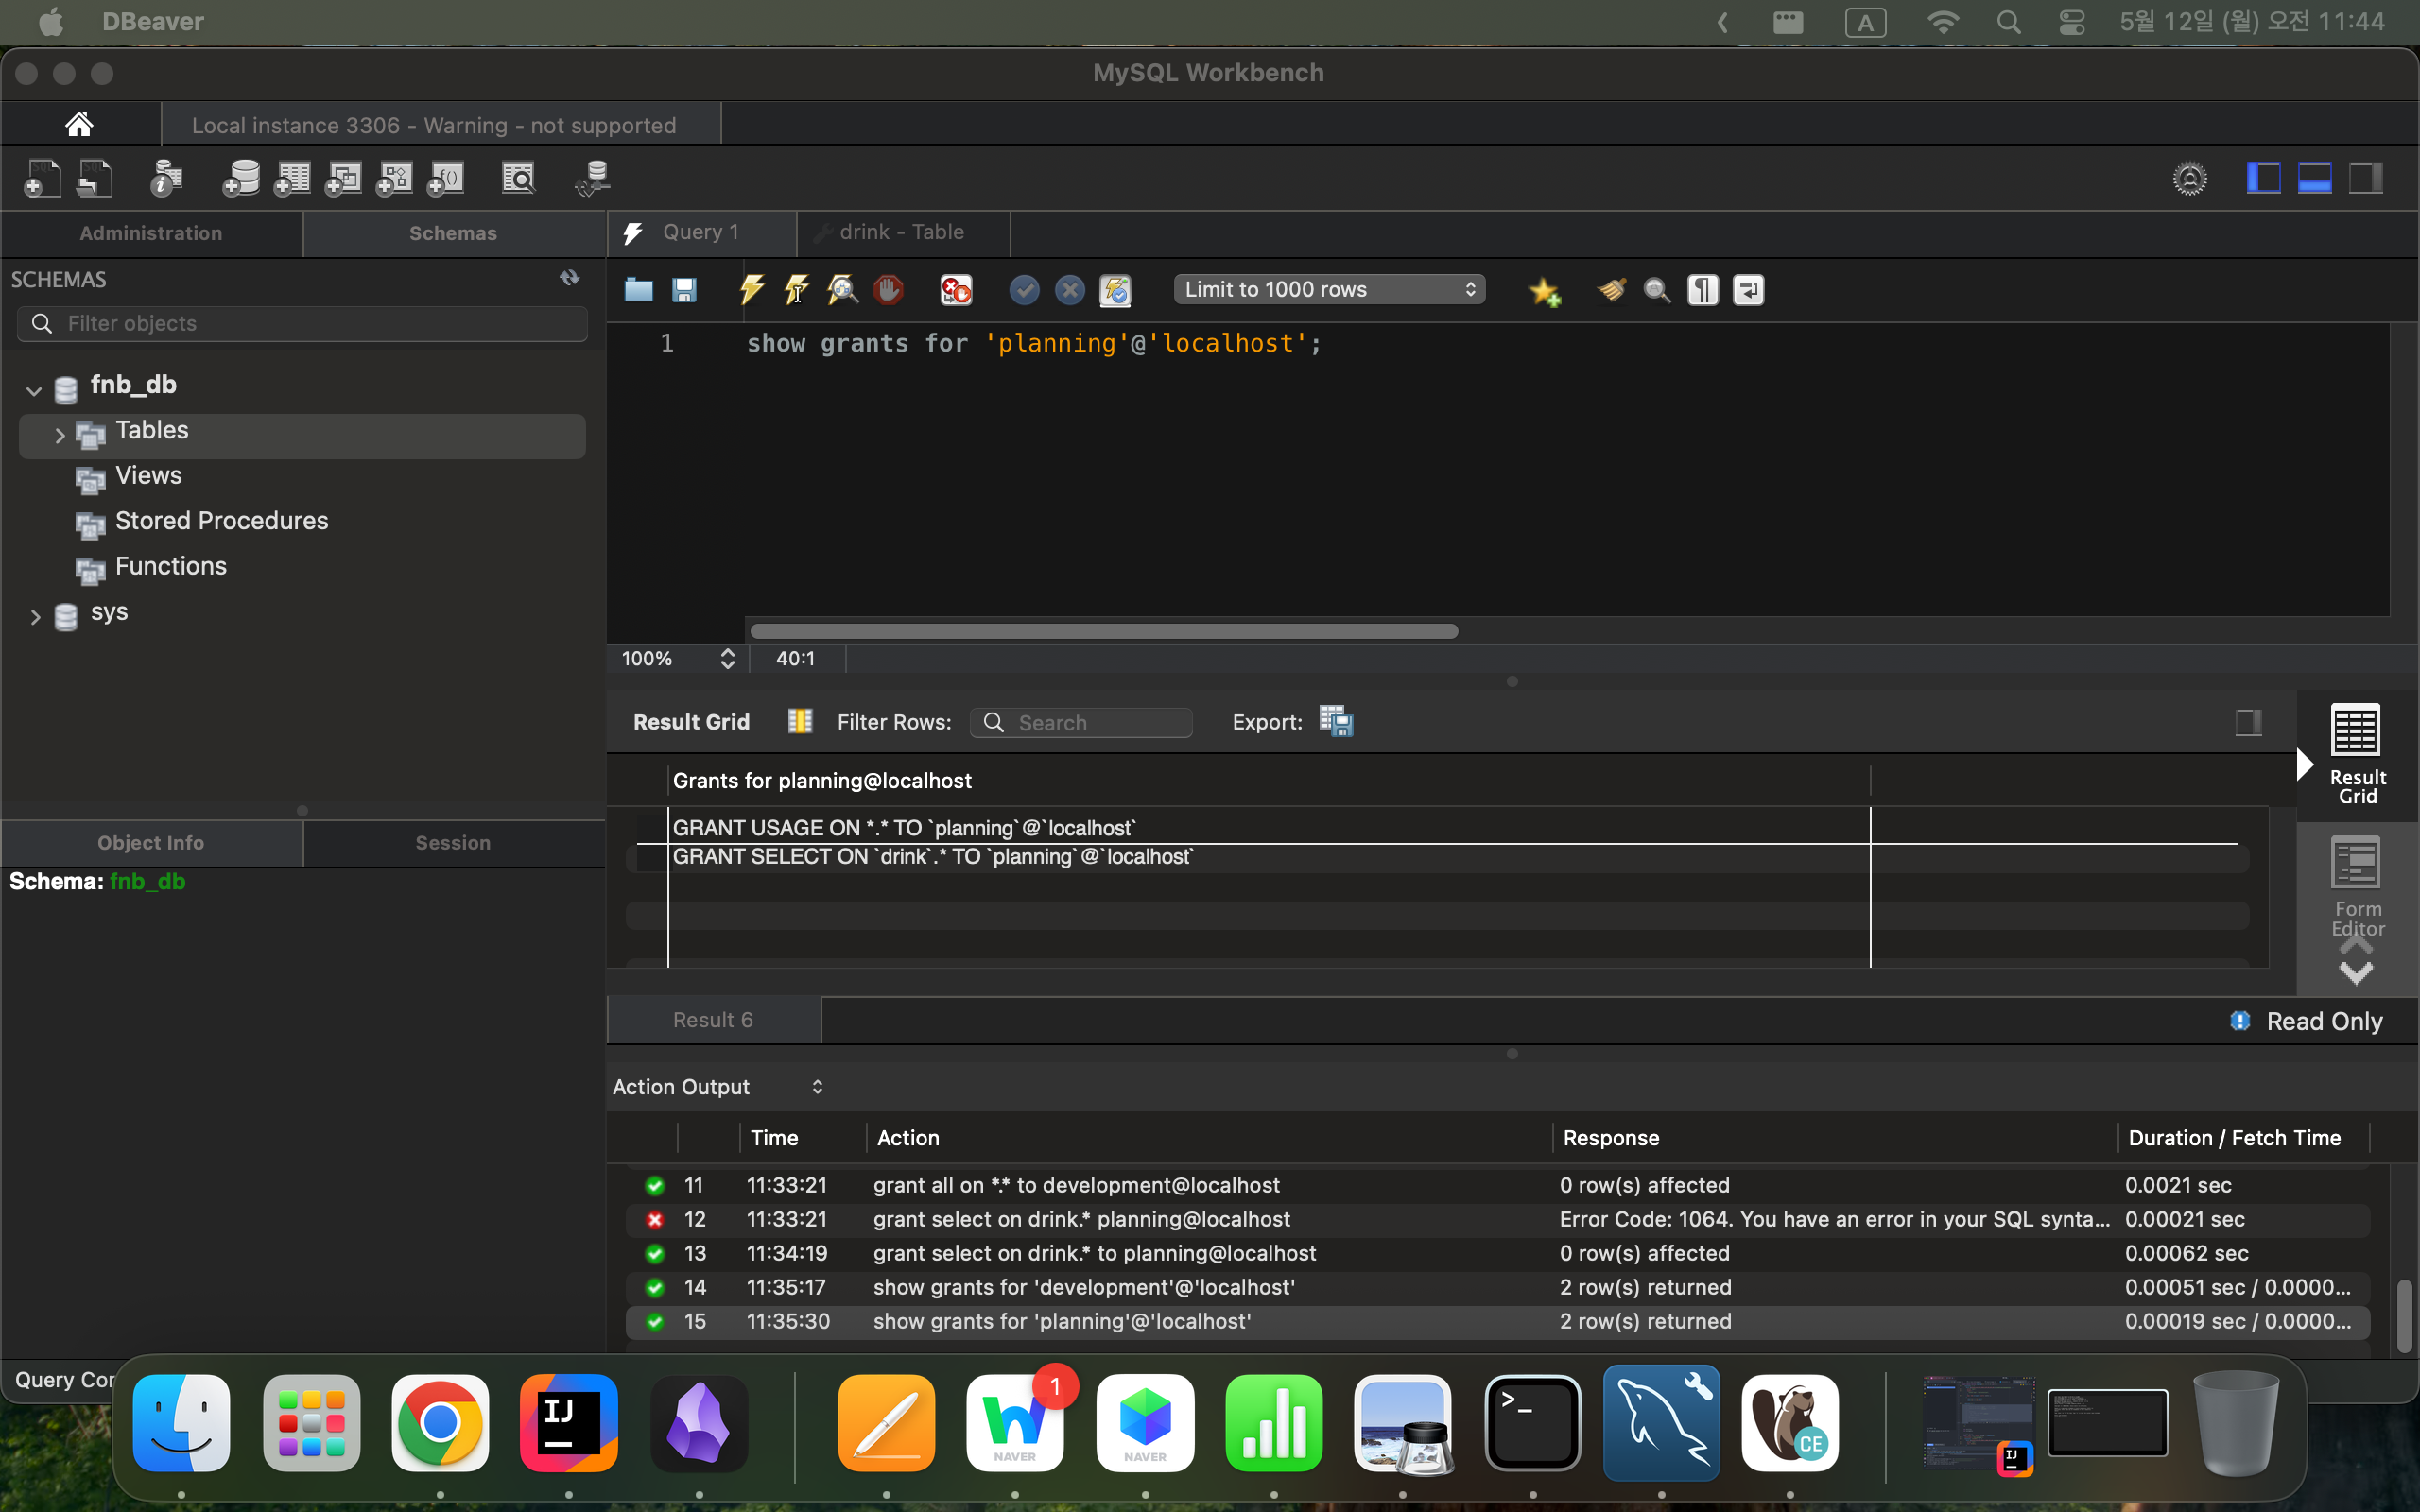 DBeaver
A
5월 12일 (월) 오전 11:44
MySQL Workbench
Local instance 3306 - Warning - not supported
Administration
Schemas
Query 1
drink - Table
SCHEMAS
Filter objects
Limit to 1000 rows
1
show grants for 'planning'@'localhost';
fnb_db
Tables
Views
Stored Procedures
Functions
sys
100%
40:1
Result Grid
Filter Rows:
Search
Export:
Result
Grid
Grants for planning@localhost
GRANT USAGE ON *.* TO `planning`@`localhost`
GRANT SELECT ON `drink`.* TO `planning`@`localhost`
Form
Editor
Object Info
Session
Schema: fnb_db
Result 6
Read Only
Action Output
Time
Action
Response
Duration / Fetch Time
11 11:33:21 grant all on *.* to development@localhost 0 row(s) affected 0.0021 sec
12 11:33:21 grant select on drink.* planning@localhost Error Code: 1064. You have an error in your SQL synta... 0.00021 sec
13 11:34:19 grant select on drink.* to planning@localhost 0 row(s) affected 0.00062 sec
14 11:35:17 show grants for 'development'@'localhost' 2 row(s) returned 0.00051 sec / 0.0000...
15 11:35:30 show grants for 'planning'@'localhost' 2 row(s) returned 0.00019 sec / 0.0000...
Query Co
IJ
1
NAVER
NAVER
>_
CE
IJ